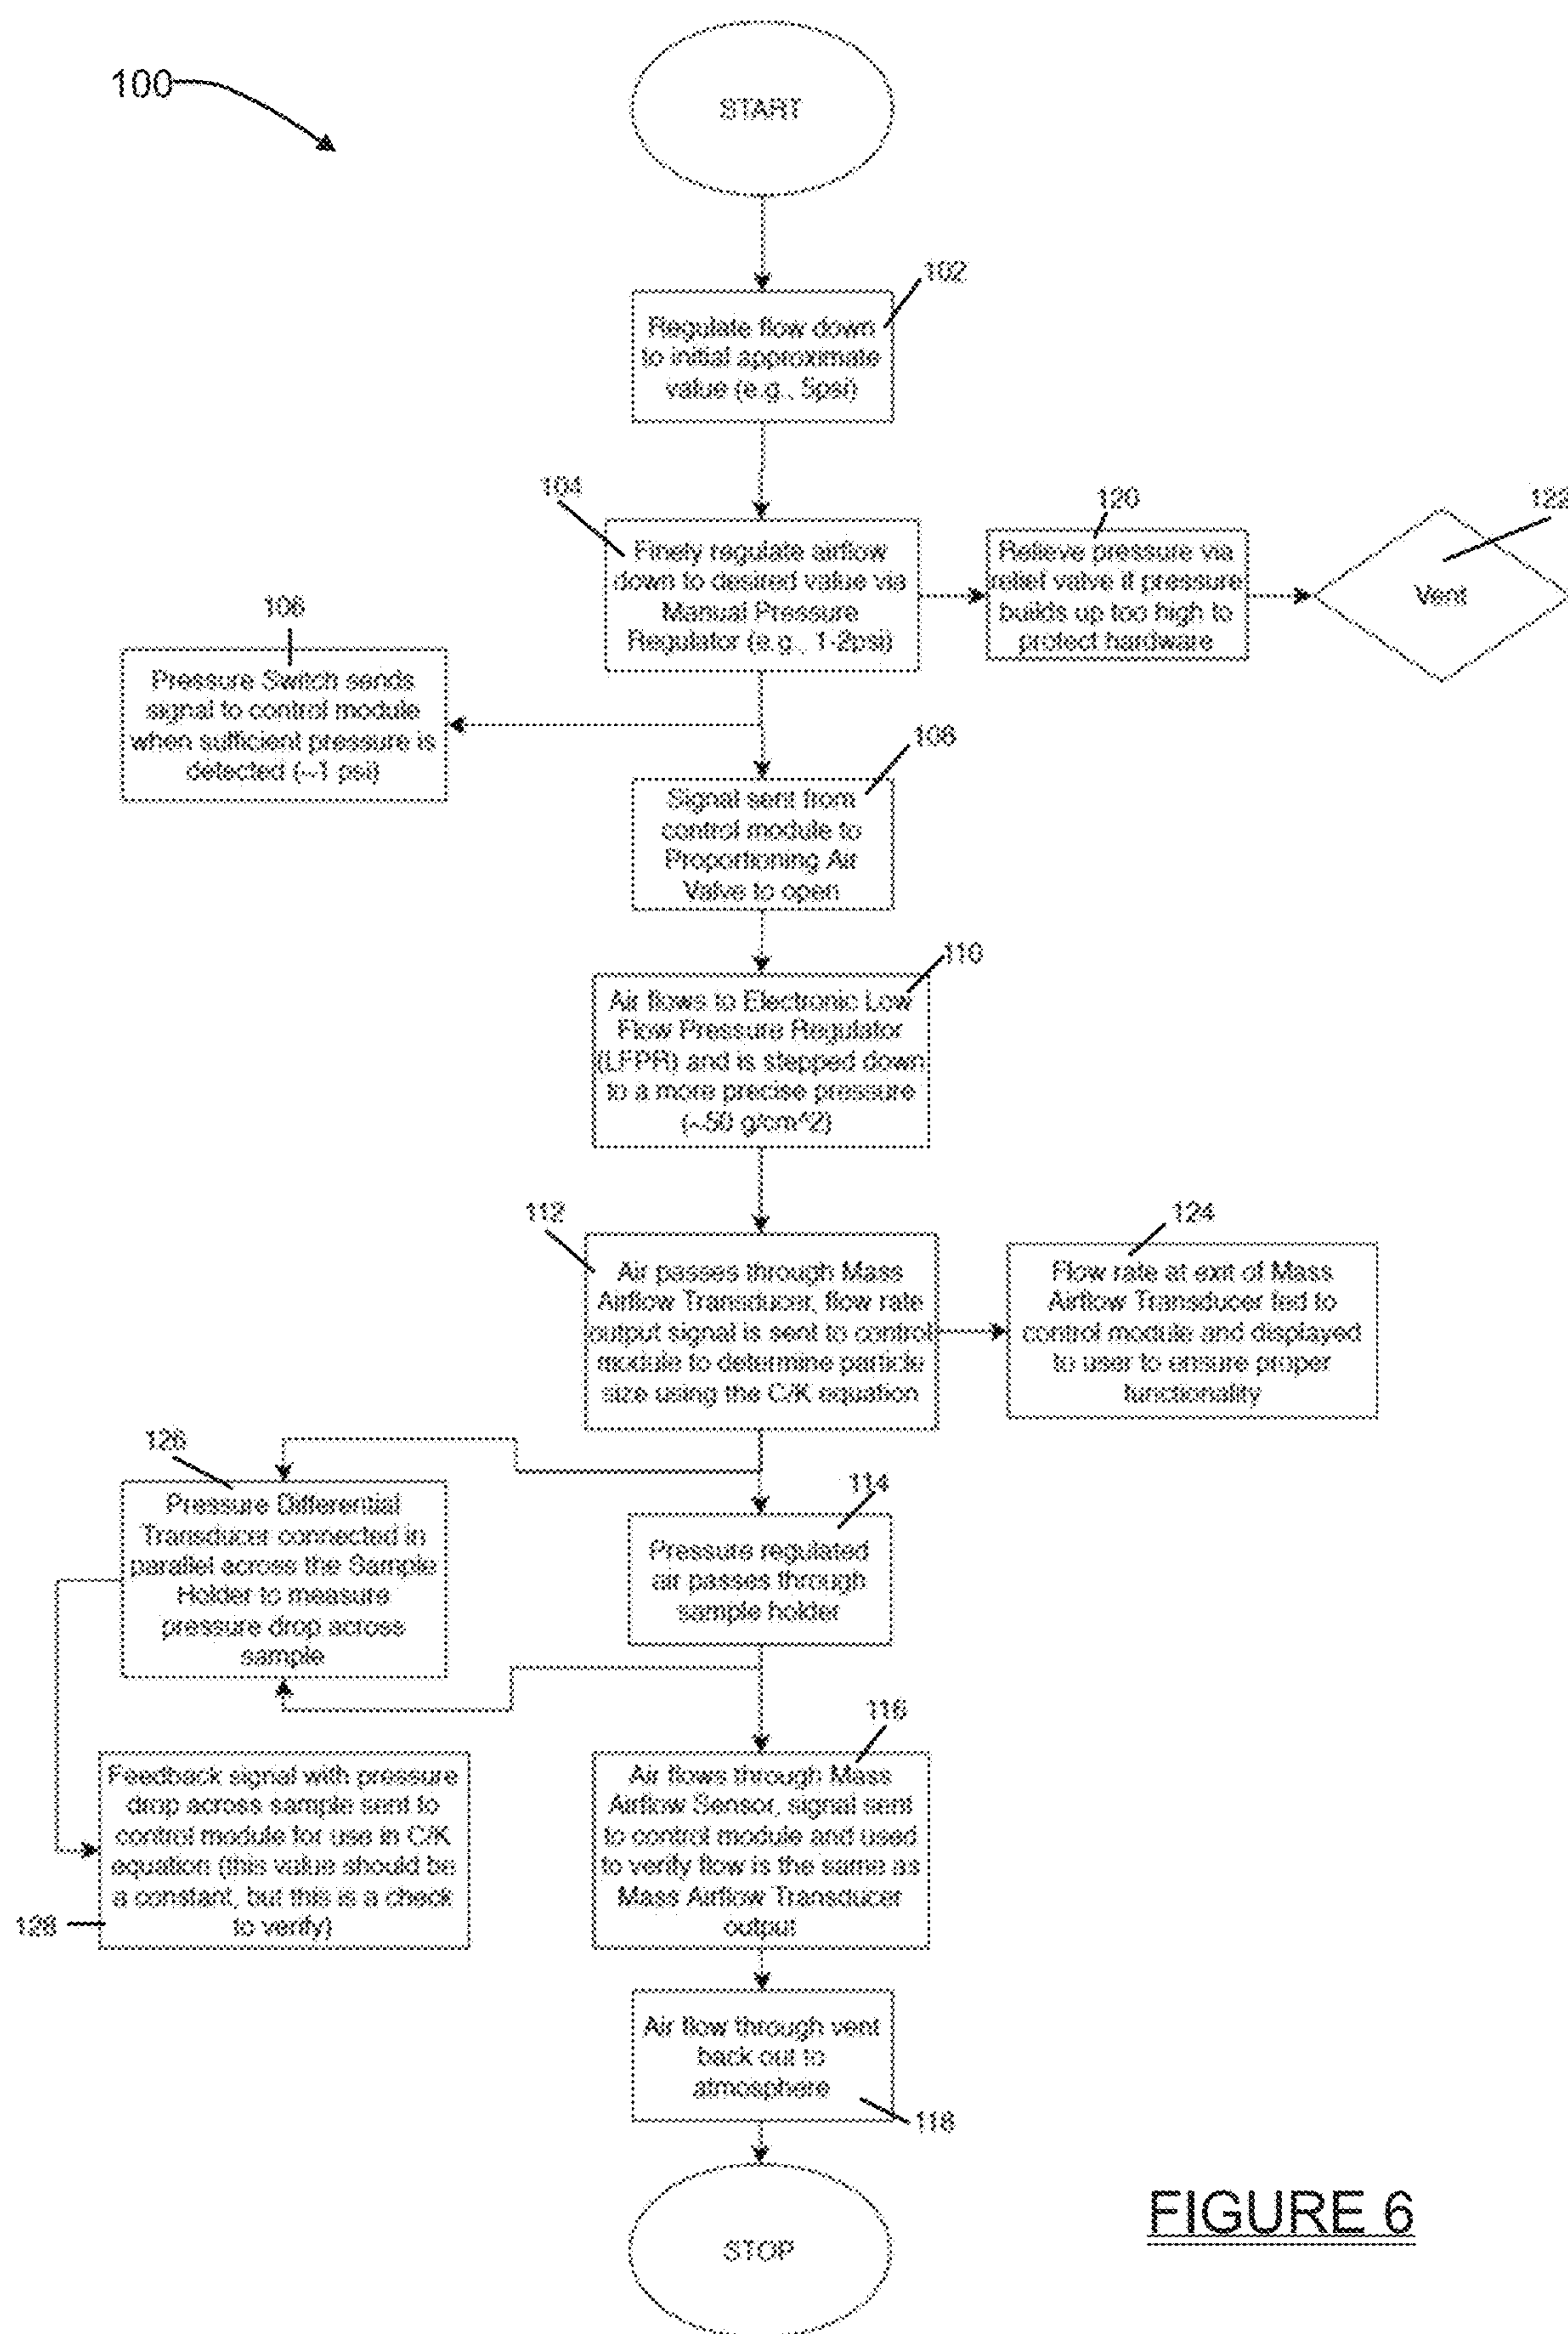 100
START
102
Regulate flow down
to initial approximate
value (e.g., 5psi)
104
Finely regulate airflow
down to desired value via
Manual Pressure
Regulator (e.g., 1-2psi)
120
Relieve pressure via
relief valve if pressure
builds up too high to
protect hardware
122
Vent
106
Pressure Switch sends
signal to control module
when sufficient pressure is
detected (~1 psi)
108
Signal sent from
control module to
Proportioning Air
Valve to open
110
Air flows to Electronic Low
Flow Pressure Regulator
(LFPR) and is stepped down
to a more precise pressure
(~50 g/cm^2)
112
Air passes through Mass
Airflow Transducer, flow rate
output signal is sent to control
module to determine particle
size using the C/K equation
124
Flow rate at exit of Mass
Airflow Transducer fed to
control module and displayed
to user to ensure proper
functionality
126
Pressure Differential
Transducer connected in
parallel across the Sample
Holder to measure
pressure drop across
sample
114
Pressure regulated
air passes through
sample holder
128
Feedback signal with pressure
drop across sample sent to
control module for use in C/K
equation (this value should be
a constant, but this is a check
to verify)
116
Air flows through Mass
Airflow Sensor, signal sent
to control module and used
to verify flow is the same as
Mass Airflow Transducer
output
Air flow through vent
back out to
atmosphere
118
STOP
FIGURE 6